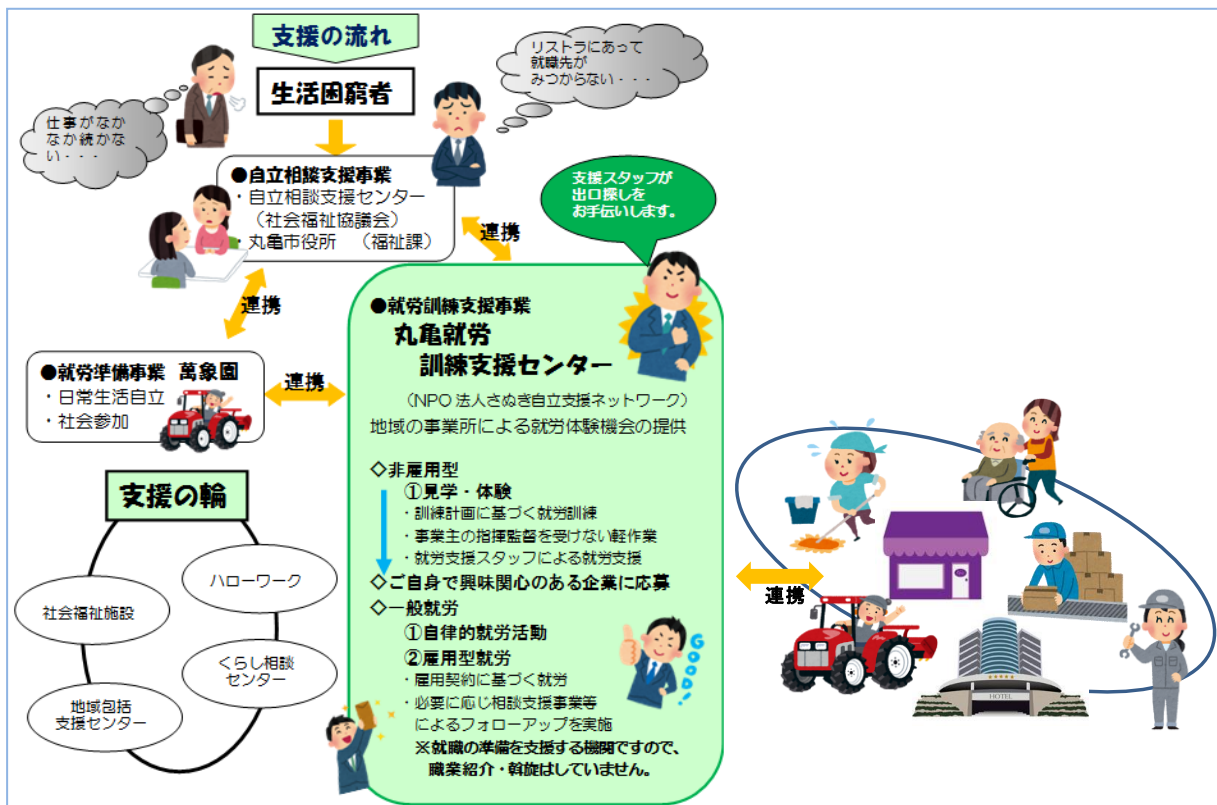 支援の流れ
生活困窮者
リストラにあって
就職先が
みつからない・・・
仕事がなか
なか続かな
い・・・
●自立相談支援事業
・自立相談支援センター
（社会福祉協議会）
・丸亀市役所　（福祉課）
支援スタッフが
出口探しを
お手伝いします。
連携
連携
●就労準備事業 萬象園
・日常生活自立
・社会参加
連携
●就労訓練支援事業
丸亀就労
訓練支援センター
（NPO 法人さぬき自立支援ネットワーク）
地域の事業所による就労体験機会の提供
◇非雇用型
①見学・体験
・訓練計画に基づく就労訓練
・事業主の指揮監督を受けない軽作業
・就労支援スタッフによる就労支援
◇ご自身で興味関心のある企業に応募
◇一般就労
①自律的就労活動
②雇用型就労
・雇用契約に基づく就労
・必要に応じ相談支援事業等
によるフォローアップを実施
※就職の準備を支援する機関ですので、
職業紹介・斡旋はしていません。
GOOD!
支援の輪
ハローワーク
社会福祉施設
くらし相談
センター
地域包括
支援センター
連携
HOTEL